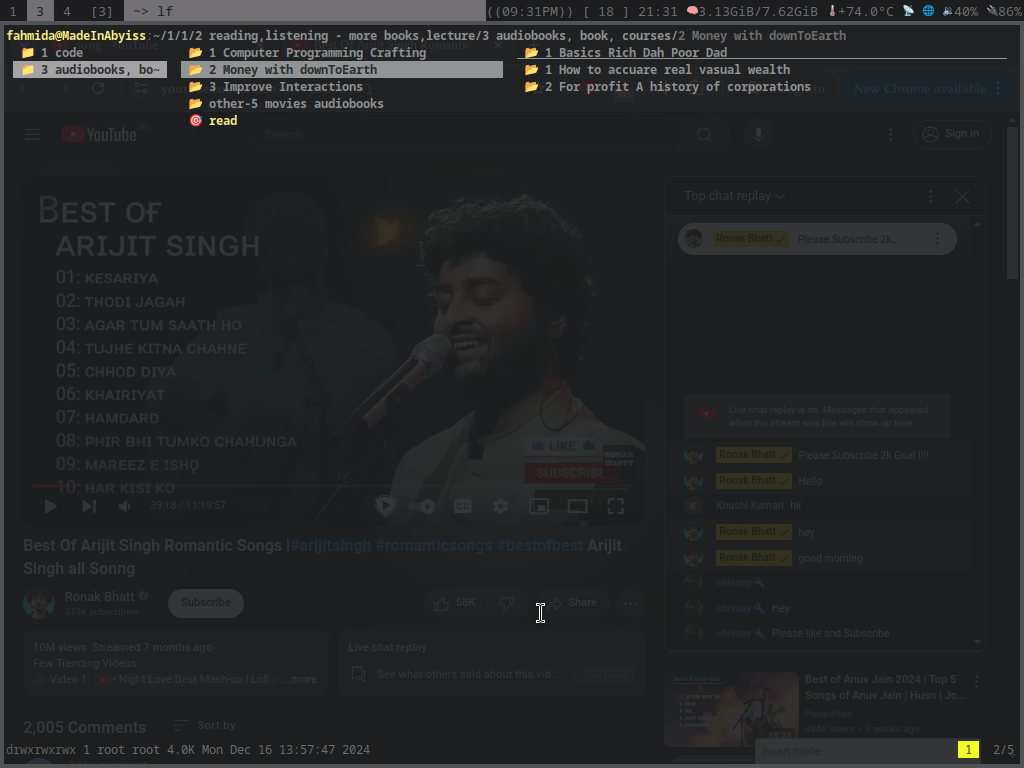 1 3 4 [3] ~> lf ((09:31PM)) [ 18 ] 21:31 3.13GiB/7.62GiB +74.0°C 40% 86%
fahmida@MadeInAbyiss:~/1/1/2 reading,listening - more books,lecture/3 audiobooks, book, courses/2 Money with downToEarth
1 code
3 audiobooks, bo~
1 Computer Programming Crafting
2 Money with downToEarth
3 Improve Interactions
other-5 movies audiobooks
read
1 Basics Rich Dah Poor Dad
1 How to accuare real vasual wealth
2 For profit A history of corporations
New Chrome available
YouTube
Search
Sign in
BEST OF
ARIJIT SINGH
01: KESARIYA
02: THODI JAGAH
03: AGAR TUM SAATH HO
04: TUJHE KITNA CHAHNE
05: CHHOD DIYA
06: KHAIRIYAT
07: HAMDARD
08: PHIR BHI TUMKO CHAHUNGA
09: MAREEZ E ISHQ
10: HAR KISI KO
LIKE
SUBSCRIBE
RONAK BHATT
39:18 / 11:19:57
Top chat replay
Ronak Bhatt Please Subscribe 2k...
Live chat replay is on. Messages that appeared
when the stream was live will show up here.
Ronak Bhatt Please Subscribe 2k Goal !!!!
Ronak Bhatt Hello
K Khushi Kumari hii
Ronak Bhatt hey
Ronak Bhatt good morning
shivaay .
shivaay Hey
shivaay Please like and Subscribe
Best Of Arijit Singh Romantic Songs |#arijitsingh #romanticsongs #bestofbest Arijit
Singh all Sonng
Ronak Bhatt
313K subscribers
Subscribe
58K
Share
10M views Streamed 7 months ago
Few Trending Videos
Video 1: • Night Love Best Mash-up | Lofi ...more
Live chat replay
See what others said about this vid...
2,005 Comments
Sort by
Best of Anuv Jain 2024 | Top 5
Songs of Anuv Jain | Husn | Jo...
PulseVibes
884K views • 3 weeks ago
19:28
Insert mode
drwxrwxrwx 1 root root 4.0K Mon Dec 16 13:57:47 2024
1 2/5